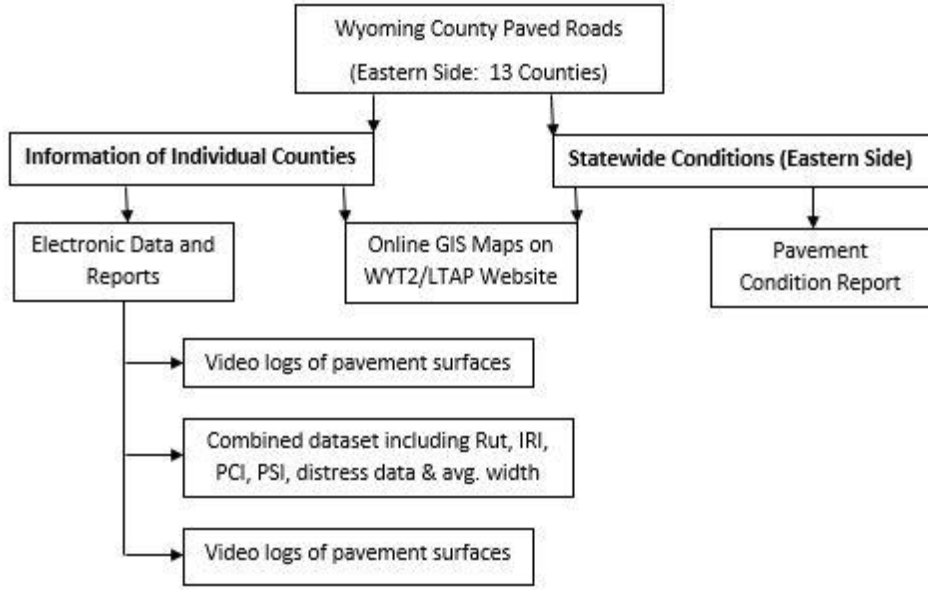 Wyoming County Paved Roads
(Eastern Side:  13 Counties)
Information of Individual Counties
Statewide Conditions (Eastern Side)
Electronic Data and
Reports
Online GIS Maps on
WYT2/LTAP Website
Pavement
Condition Report
Video logs of pavement surfaces
Combined dataset including Rut, IRI,
PCI, PSI, distress data & avg. width
Video logs of pavement surfaces